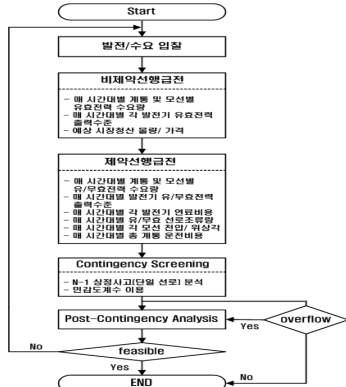 Start
발전/수요 입찰
비제약선행급전
- 매 시간대별 계통 및 모선별
유효전력 수요량
- 매 시간대별 각 발전기 유효전력
출력수준
- 예상 시장청산 물량/ 가격
제약선행급전
- 매 시간대별 계통 및 모선별
유/무효전력 수요량
- 매 시간대별 발전기 유/무효전력
출력수준
- 매 시간대별 각 발전기 연료비용
- 매 시간대별 유/무효 선로조류량
- 매 시간대별 각 모선 전압/ 위상각
- 매 시간대별 총 계통 운전비용
Contingency Screening
- N-1 상정사고(단일 선로) 분석
- 민감도계수 이용
Post-Contingency Analysis
overflow
Yes
No
feasible
Yes
No
END